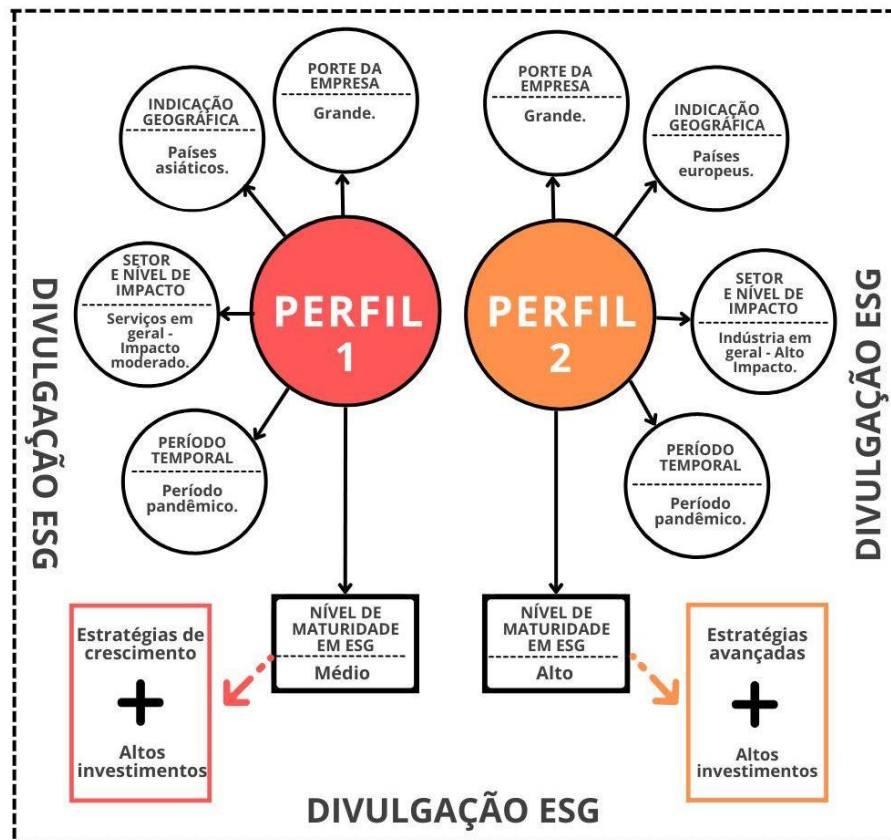 PORTE DA
EMPRESA
Grande.
INDICAÇÃO
GEOGRÁFICA
Países
asiáticos.
SETOR
E NÍVEL DE
IMPACTO
Serviços em
geral -
Impacto
moderado.
PERÍODO
TEMPORAL
Período
pandêmico.
PERFIL
1
PORTE DA
EMPRESA
Grande.
INDICAÇÃO
GEOGRÁFICA
Países
europeus.
SETOR
E NÍVEL DE
IMPACTO
Indústria em
geral - Alto
Impacto.
PERÍODO
TEMPORAL
Período
pandêmico.
PERFIL
2
DIVULGAÇÃO ESG
DIVULGAÇÃO ESG
NÍVEL DE
MATURIDADE
EM ESG
Médio
Estratégias de
crescimento
+
Altos
investimentos
NÍVEL DE
MATURIDADE
EM ESG
Alto
Estratégias
avançadas
+
Altos
investimentos
DIVULGAÇÃO ESG